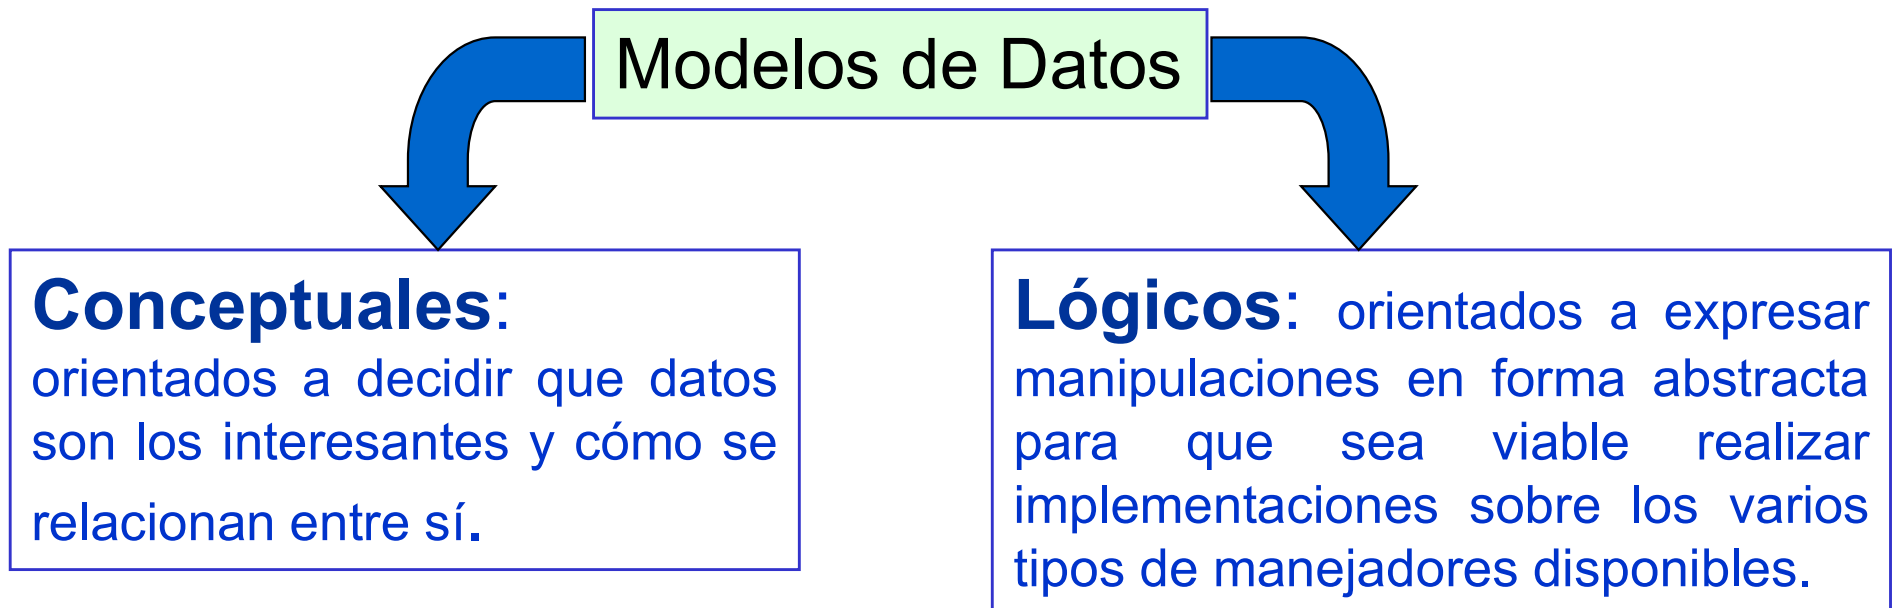 Modelos de Datos
Conceptuales:
orientados a decidir que datos
son los interesantes y cómo se
relacionan entre sí.
Lógicos: orientados a expresar
manipulaciones en forma abstracta
para que sea viable realizar
implementaciones sobre los varios
tipos de manejadores disponibles.